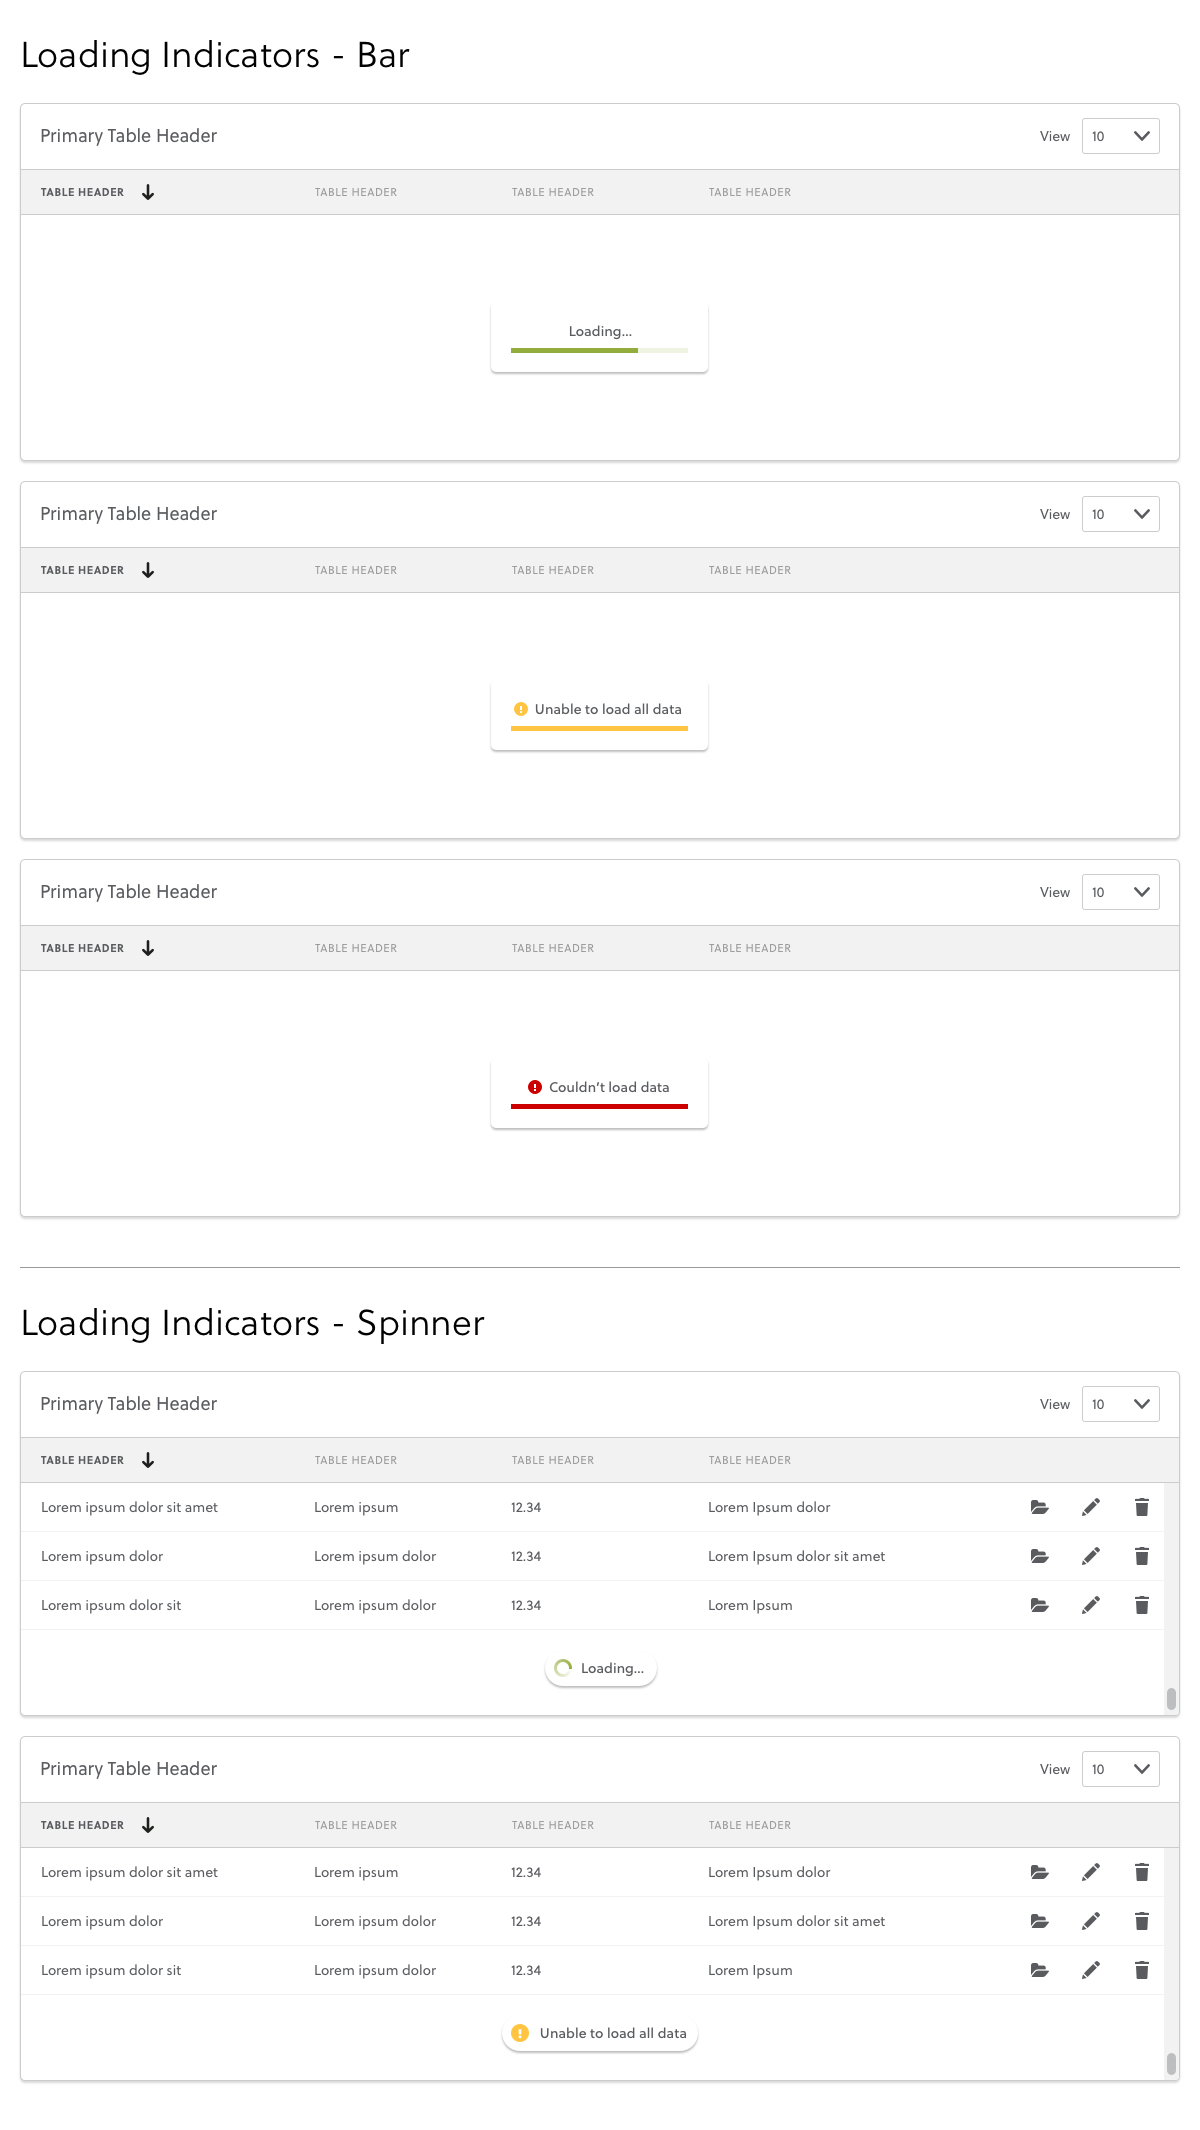 Loading Indicators - Bar
Primary Table Header View 10
TABLE HEADER TABLE HEADER TABLE HEADER TABLE HEADER
Loading...
Primary Table Header View 10
TABLE HEADER TABLE HEADER TABLE HEADER TABLE HEADER
Unable to load all data
Primary Table Header View 10
TABLE HEADER TABLE HEADER TABLE HEADER TABLE HEADER
Couldn’t load data
Loading Indicators - Spinner
Primary Table Header View 10
TABLE HEADER TABLE HEADER TABLE HEADER TABLE HEADER
Lorem ipsum dolor sit amet Lorem ipsum 12.34 Lorem Ipsum dolor
Lorem ipsum dolor Lorem ipsum dolor 12.34 Lorem Ipsum dolor sit amet
Lorem ipsum dolor sit Lorem ipsum dolor 12.34 Lorem Ipsum
Loading...
Primary Table Header View 10
TABLE HEADER TABLE HEADER TABLE HEADER TABLE HEADER
Lorem ipsum dolor sit amet Lorem ipsum 12.34 Lorem Ipsum dolor
Lorem ipsum dolor Lorem ipsum dolor 12.34 Lorem Ipsum dolor sit amet
Lorem ipsum dolor sit Lorem ipsum dolor 12.34 Lorem Ipsum
Unable to load all data